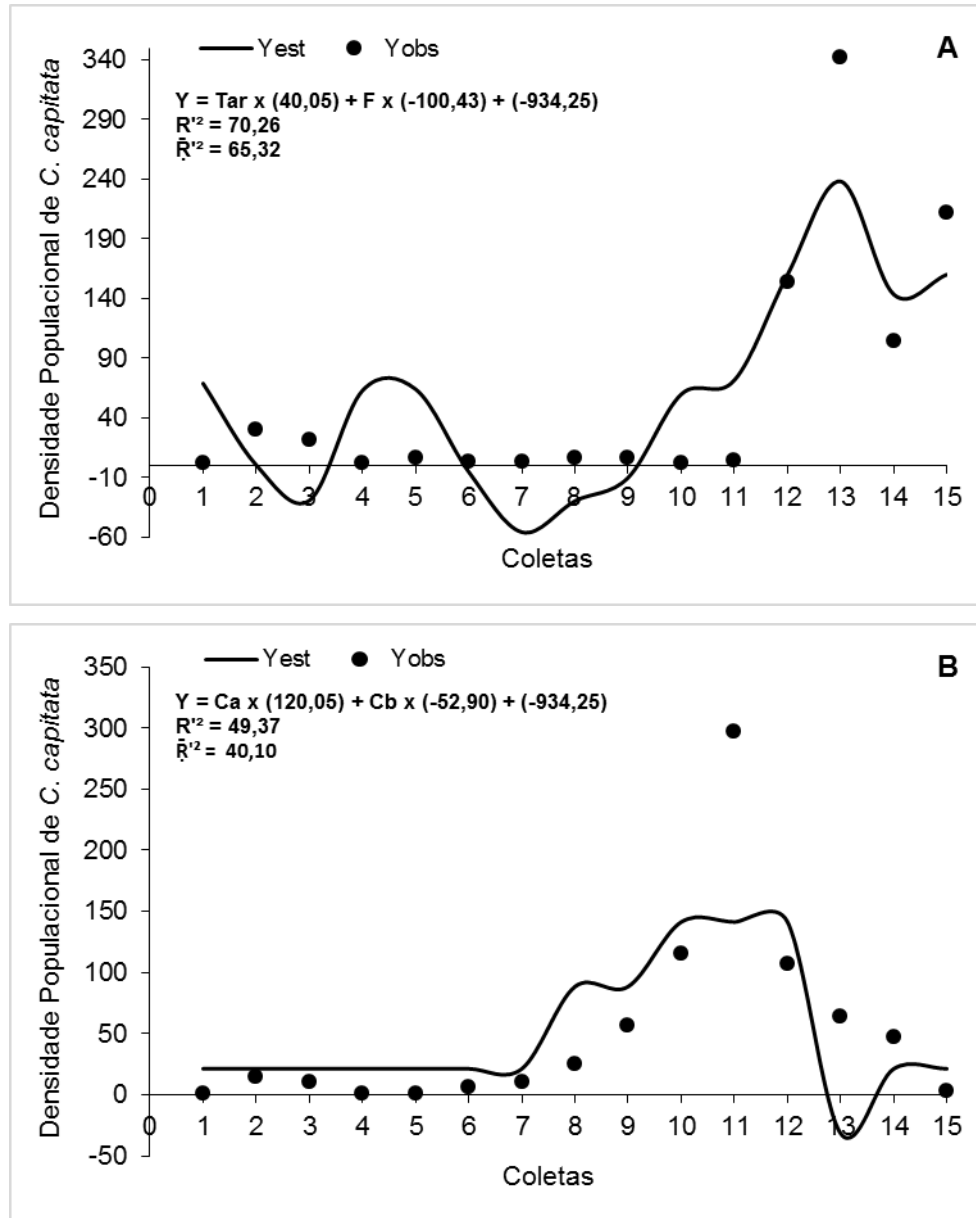 Yest Yobs A
Y = Tar x (40,05) + F x (-100,43) + (-934,25)
R'² = 70,26
R̄'² = 65,32
Densidade Populacional de C. capitata
340
290
240
190
140
90
40
-10
-60
0 1 2 3 4 5 6 7 8 9 10 11 12 13 14 15
Coletas
Yest Yobs B
Y = Ca x (120,05) + Cb x (-52,90) + (-934,25)
R'² = 49,37
R̄'² = 40,10
Densidade Populacional de C. capitata
350
300
250
200
150
100
50
0
-50
0 1 2 3 4 5 6 7 8 9 10 11 12 13 14 15
Coletas